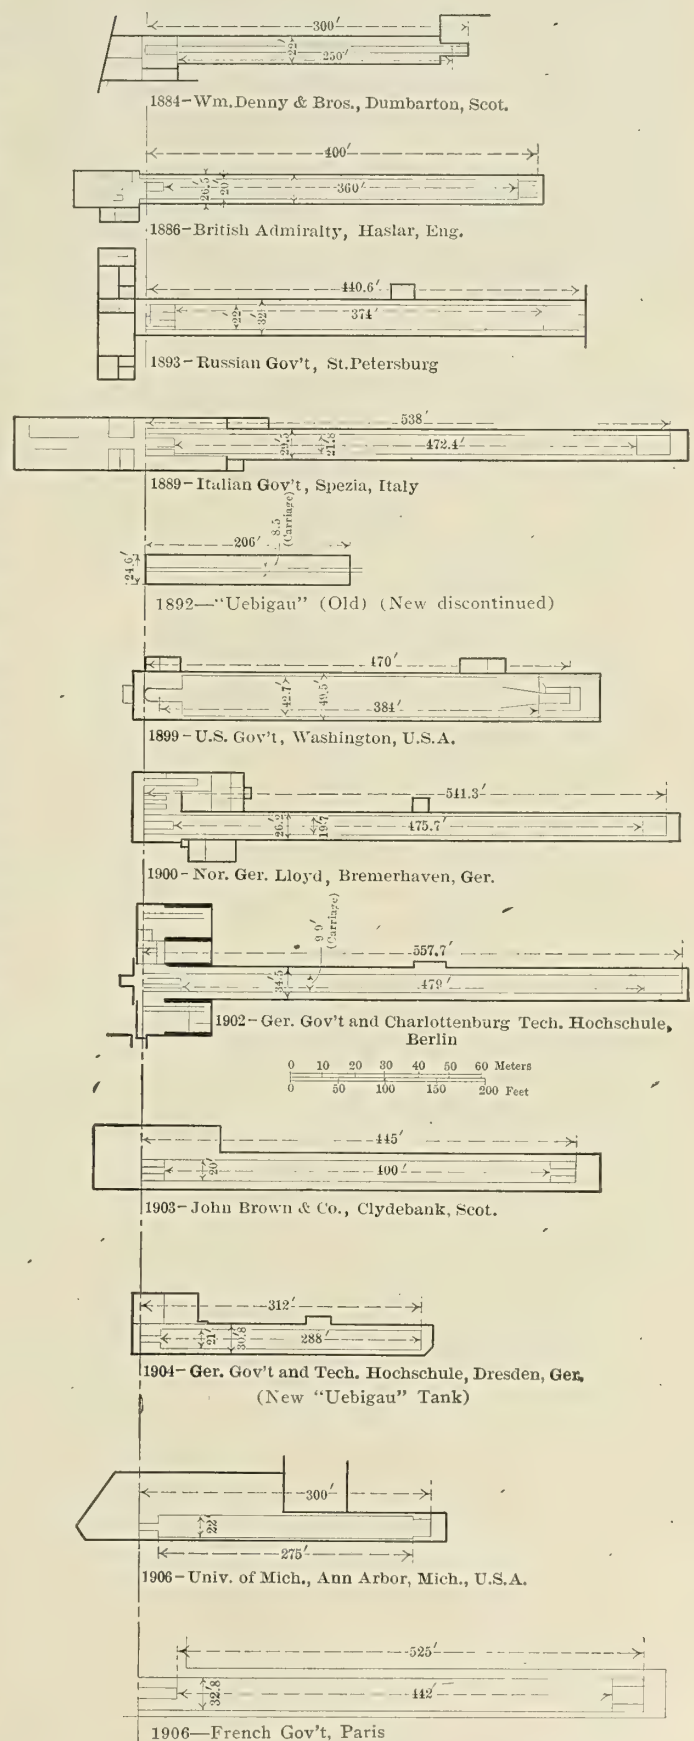 300′
22′
250′
1884–Wm. Denny & Bros., Dumbarton, Scot.
400′
26.5′
20′
360′
1886–British Admiralty, Haslar, Eng.
440.6′
22′
32′
374′
1893–Russian Gov't, St. Petersburg
538′
29.5′
21.8
472.4′
1889–Italian Gov't, Spezia, Italy
206′
8.5
(Carriage)
24.6′
1892—"Uebigau" (Old) (New discontinued)
470′
42.7′
49.5′
384′
1899–U.S. Gov't, Washington, U.S.A.
541.3′
26.2′
19.7′
475.7′
1900–Nor. Ger. Lloyd, Bremerhaven, Ger.
9 9′
(Carriage)
557.7′
34.5
479′
1902–Ger. Gov't and Charlottenburg Tech. Hochschule,
Berlin
0 10 20 30 40 50 60 Meters
0 50 100 150 200 Feet
445′
20′
400′
1903–John Brown & Co., Clydebank, Scot.
312′
21′
30.8
288′
1904–Ger. Gov't and Tech. Hochschule, Dresden, Ger.
(New "Uebigau" Tank)
300′
22′
275′
1906–Univ. of Mich., Ann Arbor, Mich., U.S.A.
525′
32.8
442′
1906—French Gov't, Paris